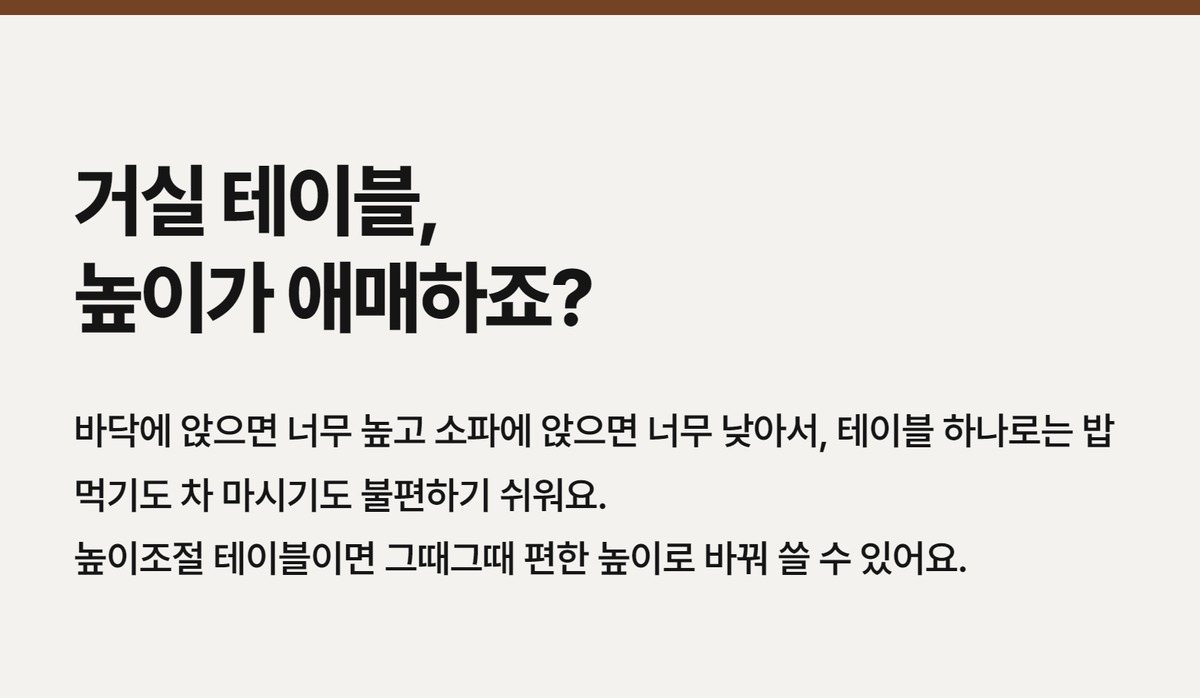 거실 테이블,
높이가 애매하죠?
바닥에 앉으면 너무 높고 소파에 앉으면 너무 낮아서, 테이블 하나로는 밥
먹기도 차 마시기도 불편하기 쉬워요.
높이조절 테이블이면 그때그때 편한 높이로 바꿔 쓸 수 있어요.